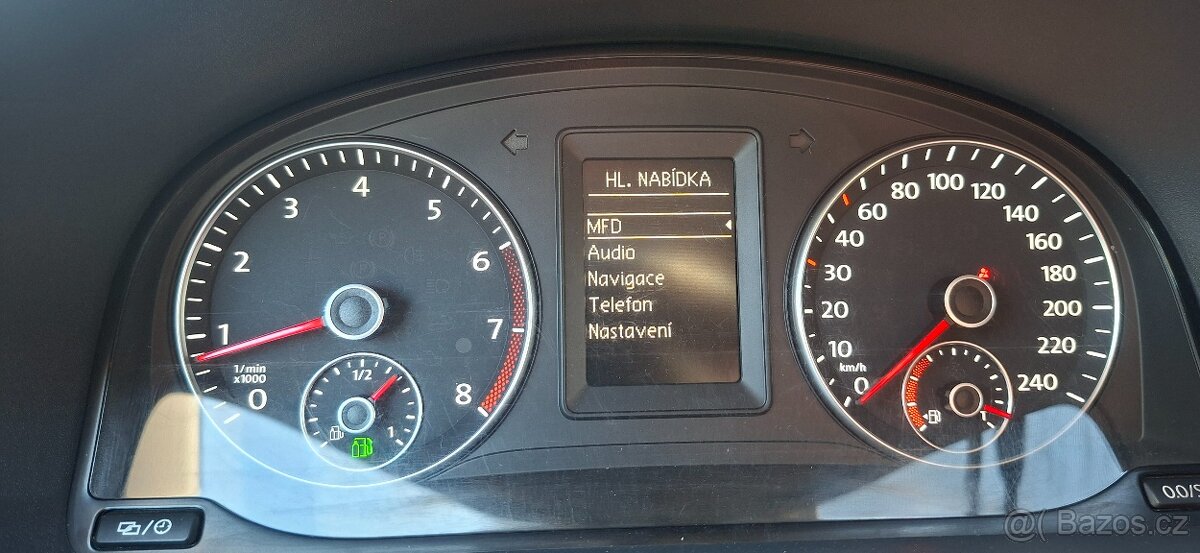 HL. NABÍDKA
MFD
Audio
Navigace
Telefon
Nastavení
0 1 2 3 4 5 6 7 8
1/min
x1000
1/2
1
0 10 20 30 40 60 80 100 120 140 160 180 200 220 240
km/h
1
0.0/S
@( Bazos.cz